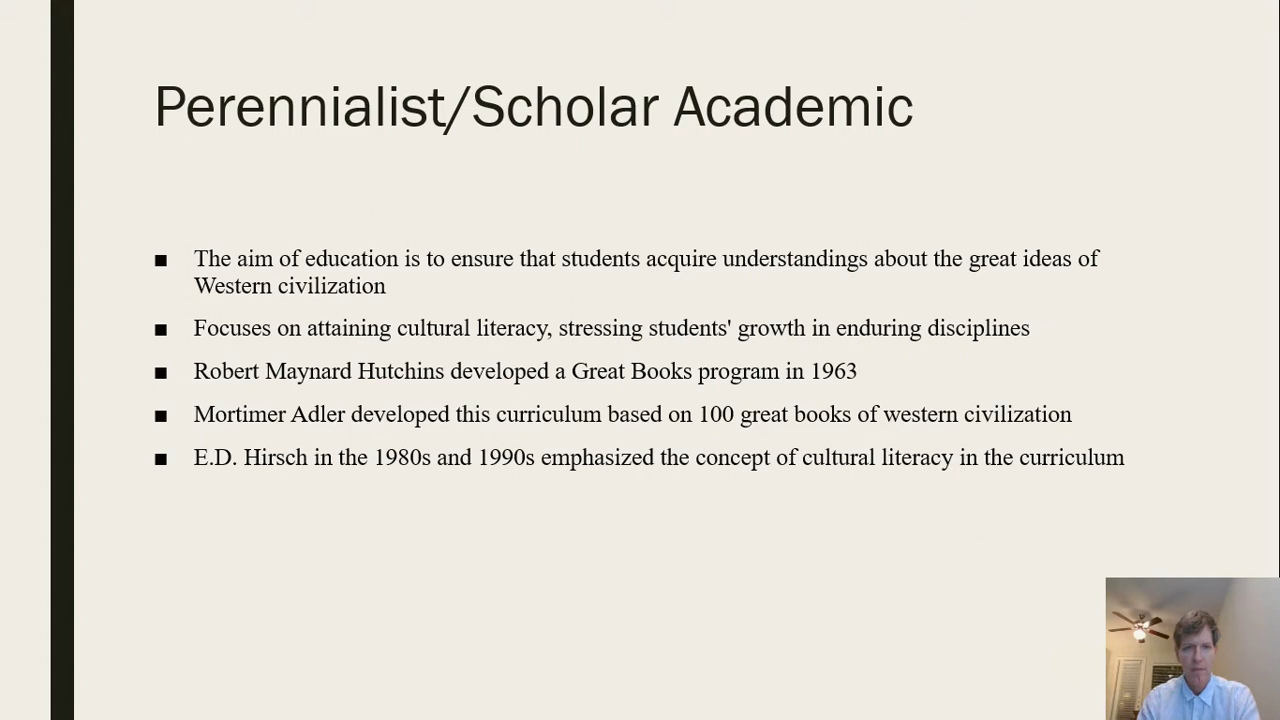 Perennialist/Scholar Academic
■ The aim of education is to ensure that students acquire understandings about the great ideas of
Western civilization
■ Focuses on attaining cultural literacy, stressing students' growth in enduring disciplines
■ Robert Maynard Hutchins developed a Great Books program in 1963
■ Mortimer Adler developed this curriculum based on 100 great books of western civilization
■ E.D. Hirsch in the 1980s and 1990s emphasized the concept of cultural literacy in the curriculum